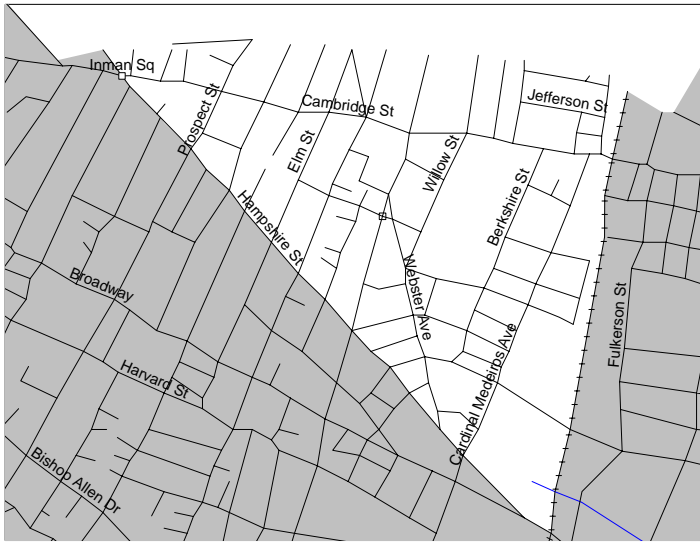 Inman Sq
Prospect St
Elm St
Cambridge St
Jefferson St
Willow St
Berkshire St
Hampshire St
Webster Ave
Cardinal Medeiros Ave
Fulkerson St
Broadway
Harvard St
Bishop Allen Dr